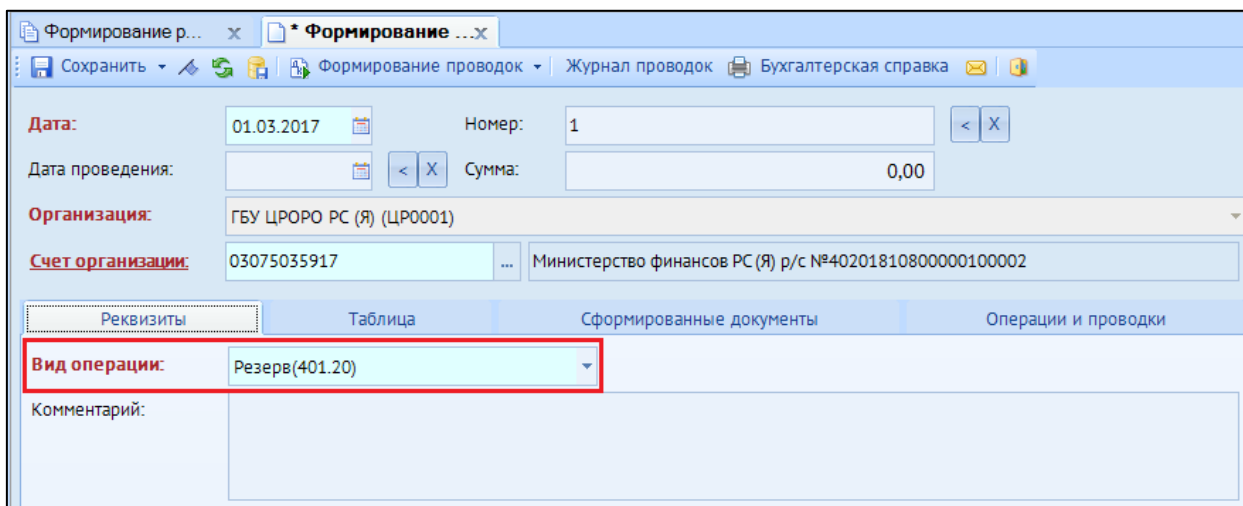 Формирование р... x * Формирование ...x
Сохранить Формирование проводок Журнал проводок Бухгалтерская справка
Дата: 01.03.2017 Номер: 1 < X
Дата проведения: < X Сумма: 0,00
Организация: ГБУ ЦРОРО РС (Я) (ЦР0001)
Счет организации: 03075035917 ... Министерство финансов РС (Я) р/с №40201810800000100002
Реквизиты Таблица Сформированные документы Операции и проводки
Вид операции: Резерв(401.20)
Комментарий: